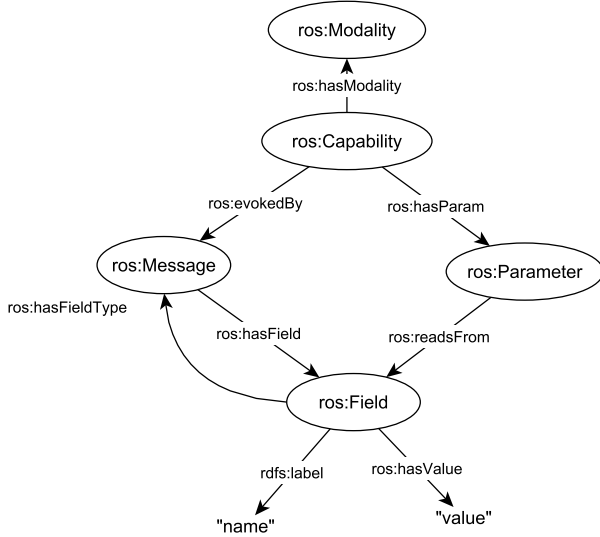 ros:Modality
ros:hasModality
ros:Capability
ros:evokedBy
ros:hasParam
ros:Message
ros:Parameter
ros:hasFieldType
ros:hasField
ros:readsFrom
ros:Field
rdfs:label
ros:hasValue
"name"
"value"